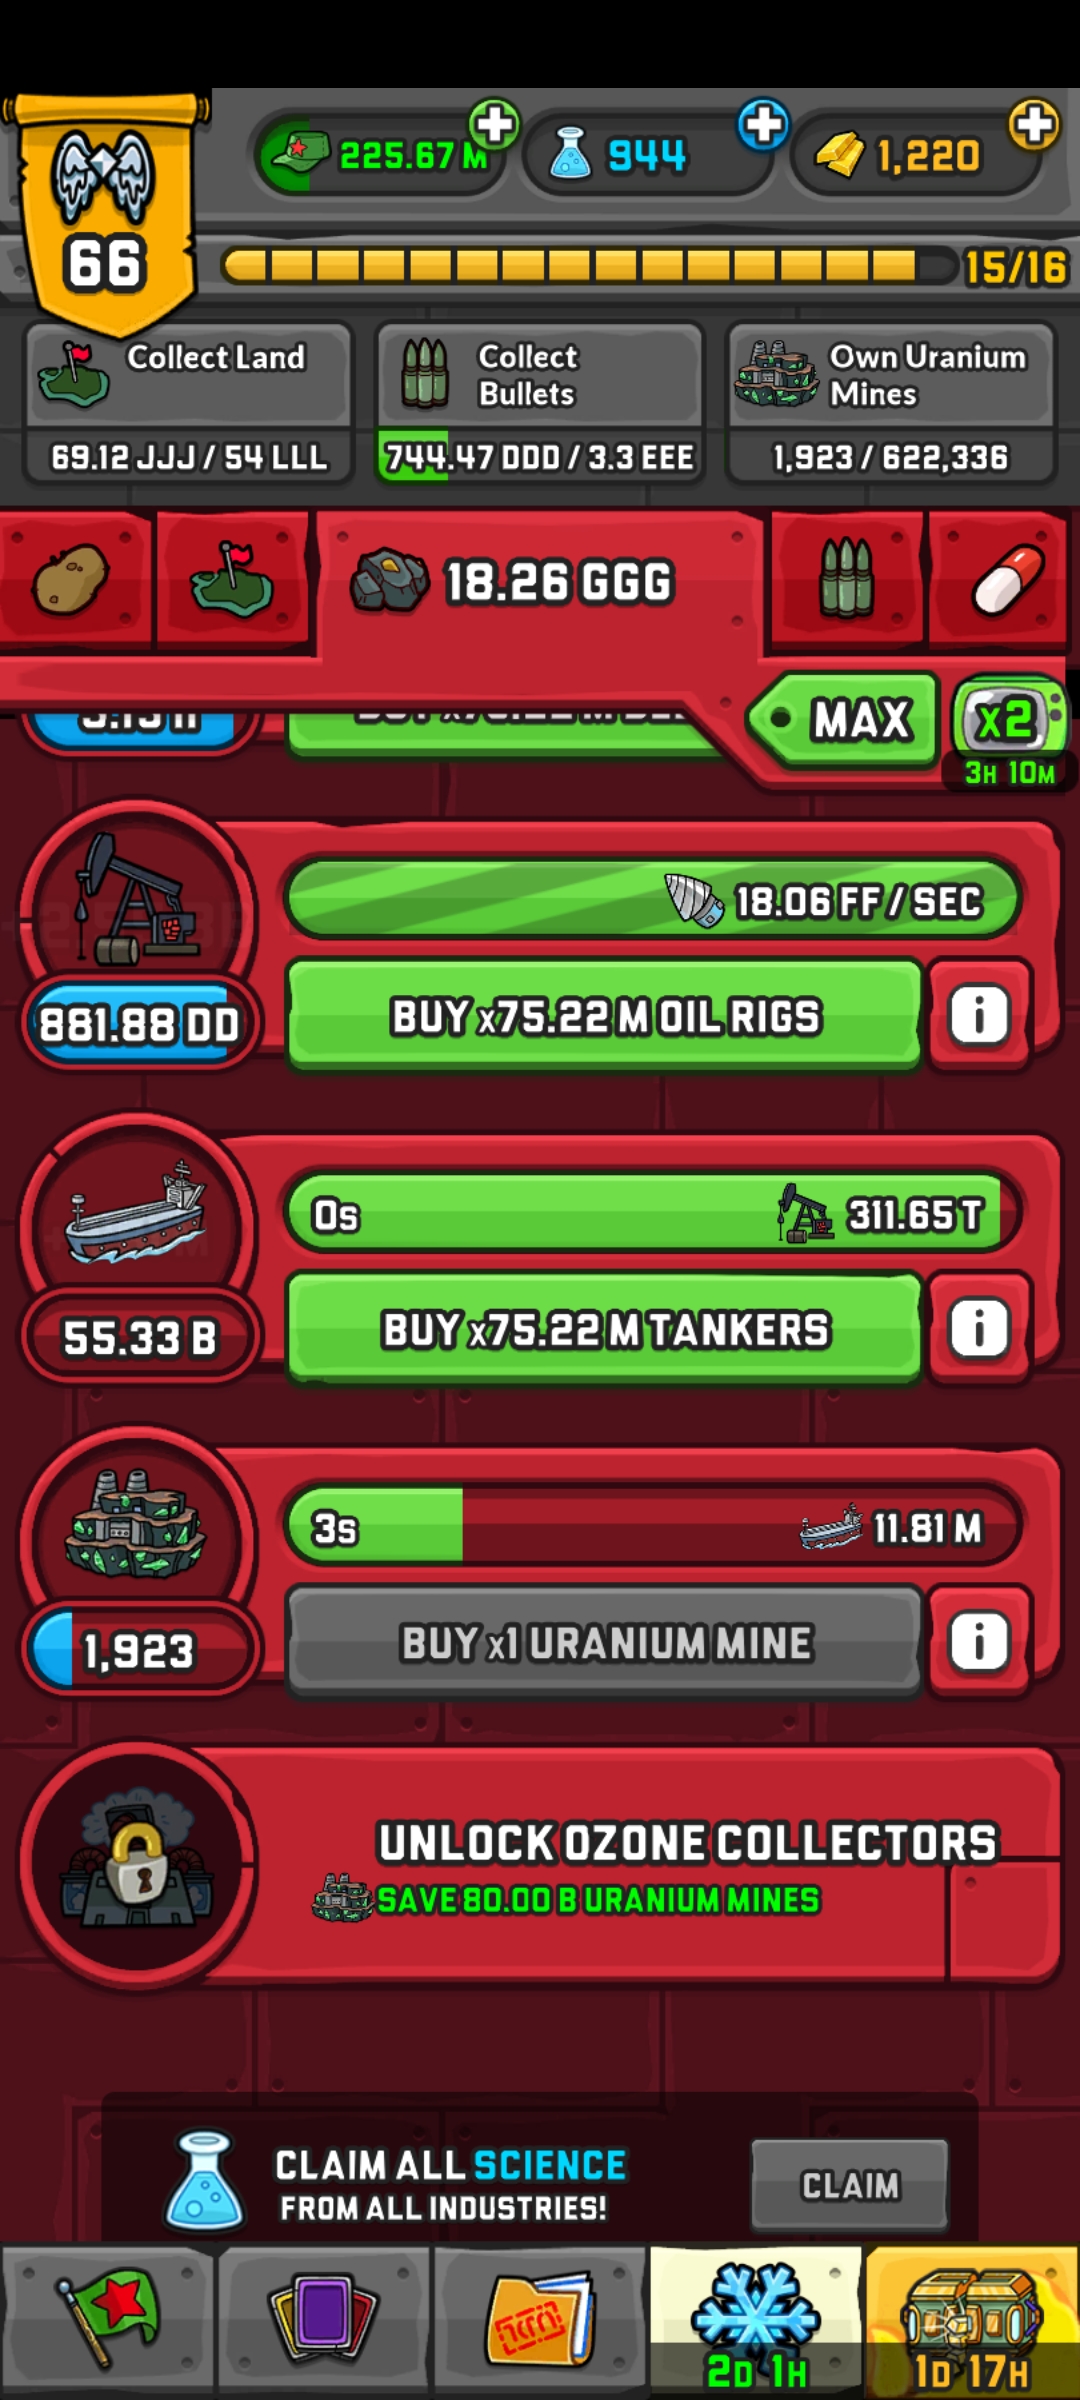 225.67 M
944
1,220
66
15/16
Collect Land
69.12 JJJ / 54 LLL
Collect
Bullets
744.47 DDD / 3.3 EEE
Own Uranium
Mines
1,923 / 622,336
18.26 GGG
MAX
x2
3H 10M
18.06 FF / SEC
881.88 DD
BUY x75.22 M OIL RIGS
i
0s
311.65 T
55.33 B
BUY x75.22 M TANKERS
i
3s
11.81 M
1,923
BUY x1 URANIUM MINE
i
UNLOCK OZONE COLLECTORS
SAVE 80.00 B URANIUM MINES
CLAIM ALL SCIENCE
FROM ALL INDUSTRIES!
CLAIM
2D 1H
1D 17H